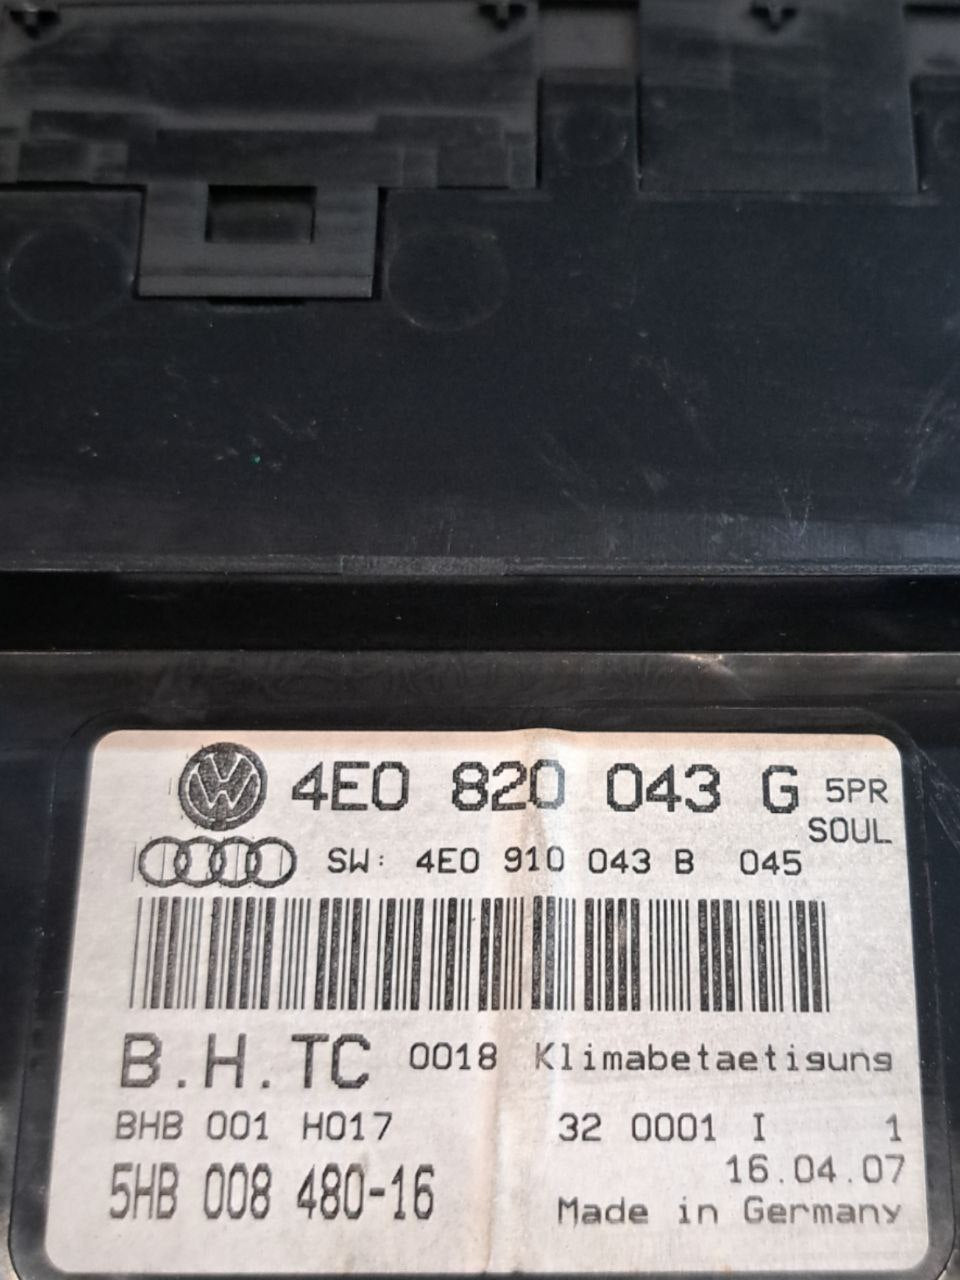 4E0 820 043 G 5PR
SOUL
SW: 4E0 910 043 B 045
B.H.TC 0018 Klimabetaetigung
BHB 001 H017 32 0001 I 1
16.04.07
5HB 008 480-16
Made in Germany